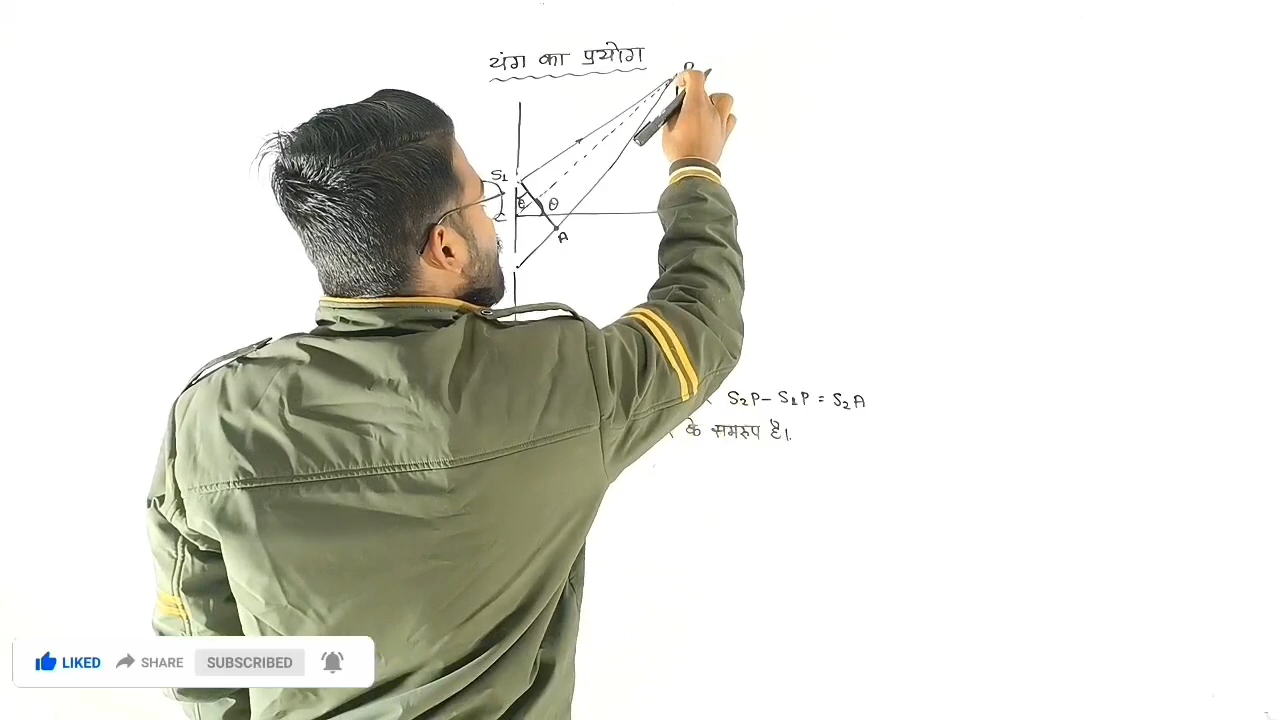 यंग का प्रयोग
P
S₁
θ θ
A
S₂P - S₁P = S₂A
के समरूप है।
LIKED SHARE SUBSCRIBED